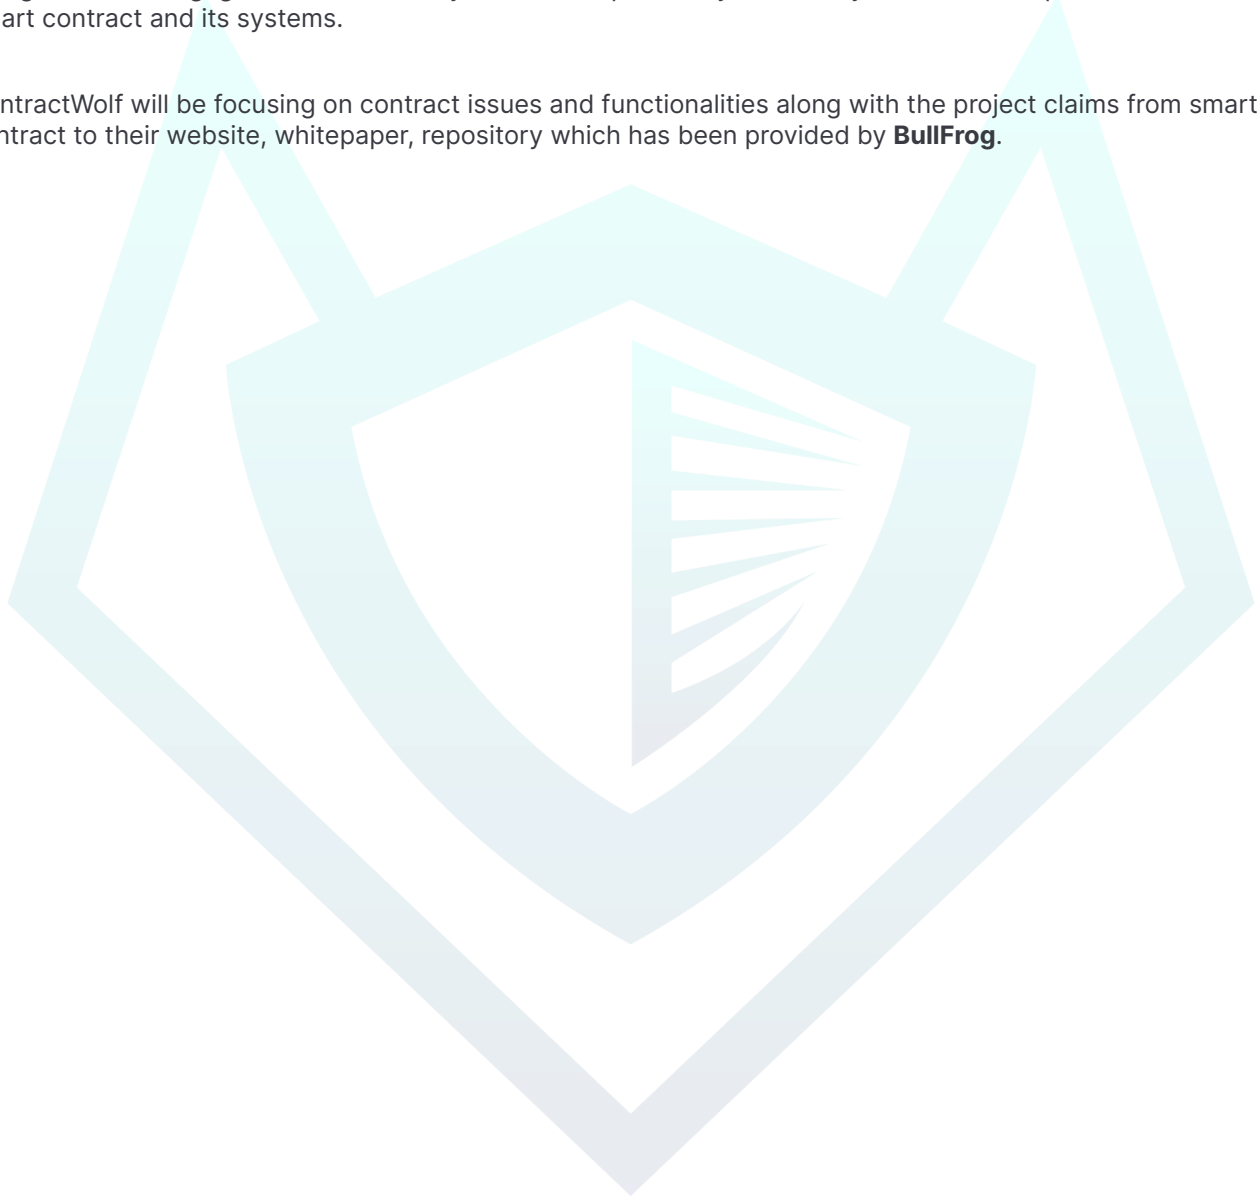 art contract and its systems.
ntractWolf will be focusing on contract issues and functionalities along with the project claims from smart
ntract to their website, whitepaper, repository which has been provided by BullFrog.